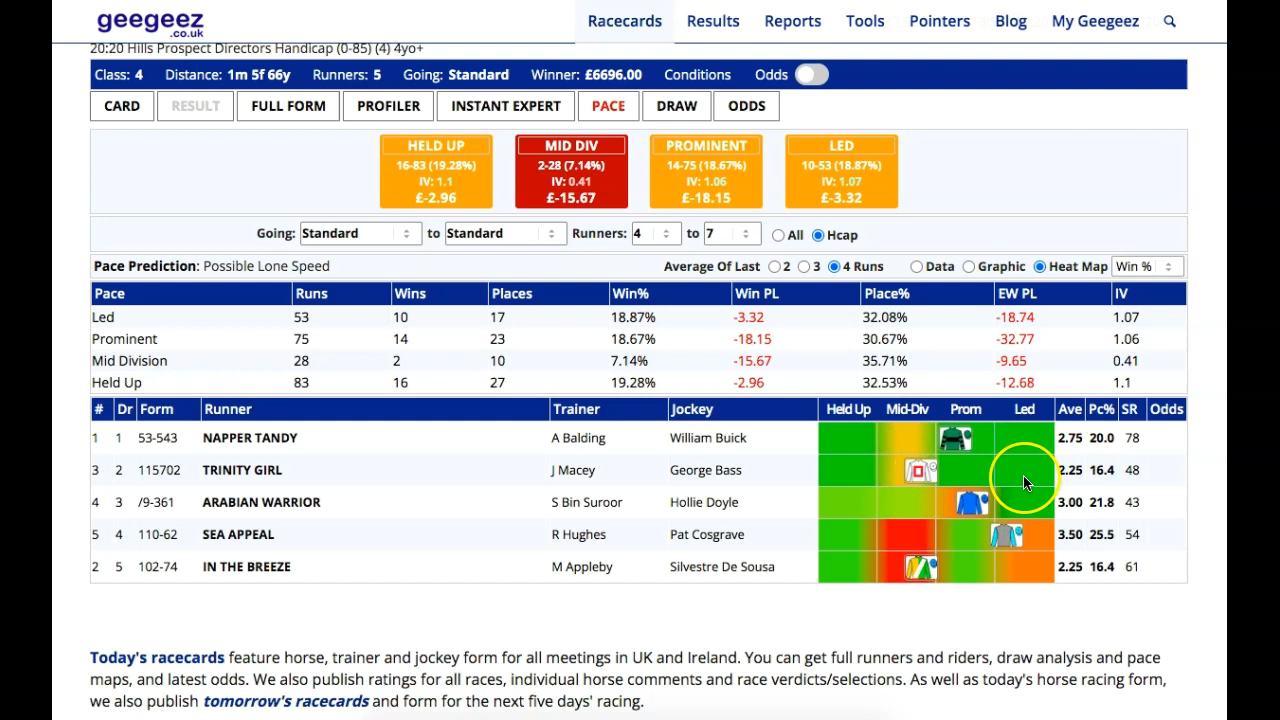 geegeez
.co.uk
Racecards Results Reports Tools Pointers Blog My Geegeez
20:20 Hills Prospect Directors Handicap (0-85) (4) 4yo+
Class: 4 Distance: 1m 5f 66y Runners: 5 Going: Standard Winner: £6696.00 Conditions Odds
CARD RESULT FULL FORM PROFILER INSTANT EXPERT PACE DRAW ODDS
HELD UP MID DIV PROMINENT LED
16-83 (19.28%) 2-28 (7.14%) 14-75 (18.67%) 10-53 (18.87%)
IV: 1.1 IV: 0.41 IV: 1.06 IV: 1.07
£-2.96 £-15.67 £-18.15 £-3.32
Going: Standard to Standard Runners: 4 to 7 All Hcap
Pace Prediction: Possible Lone Speed Average Of Last 2 3 4 Runs Data Graphic Heat Map Win %
Pace Runs Wins Places Win% Win PL Place% EW PL IV
Led 53 10 17 18.87% -3.32 32.08% -18.74 1.07
Prominent 75 14 23 18.67% -18.15 30.67% -32.77 1.06
Mid Division 28 2 10 7.14% -15.67 35.71% -9.65 0.41
Held Up 83 16 27 19.28% -2.96 32.53% -12.68 1.1
# Dr Form Runner Trainer Jockey Held Up Mid-Div Prom Led Ave Pc% SR Odds
1 1 53-543 NAPPER TANDY A Balding William Buick 2.75 20.0 78
3 2 115702 TRINITY GIRL J Macey George Bass 2.25 16.4 48
4 3 /9-361 ARABIAN WARRIOR S Bin Suroor Hollie Doyle 3.00 21.8 43
5 4 110-62 SEA APPEAL R Hughes Pat Cosgrave 3.50 25.5 54
2 5 102-74 IN THE BREEZE M Appleby Silvestre De Sousa 2.25 16.4 61
Today's racecards feature horse, trainer and jockey form for all meetings in UK and Ireland. You can get full runners and riders, draw analysis and pace
maps, and latest odds. We also publish ratings for all races, individual horse comments and race verdicts/selections. As well as today's horse racing form,
we also publish tomorrow's racecards and form for the next five days' racing.